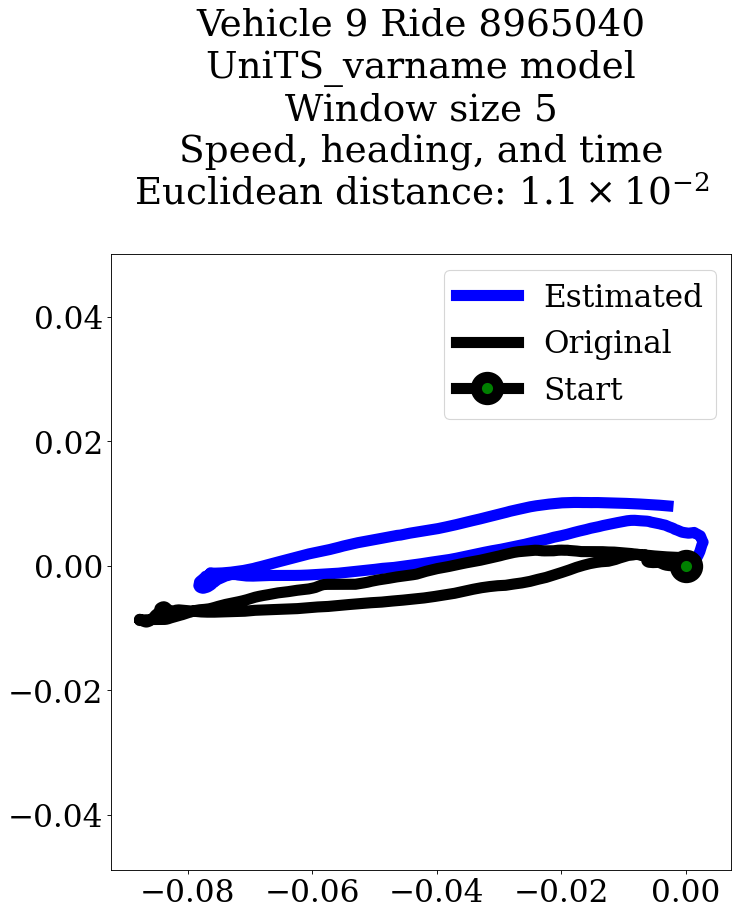 Vehicle 9 Ride 8965040
UniTS_varname model
Window size 5
Speed, heading, and time
Euclidean distance: 1.1 × 10⁻²
Estimated
Original
Start
0.04
0.02
0.00
−0.02
−0.04
−0.08 −0.06 −0.04 −0.02 0.00